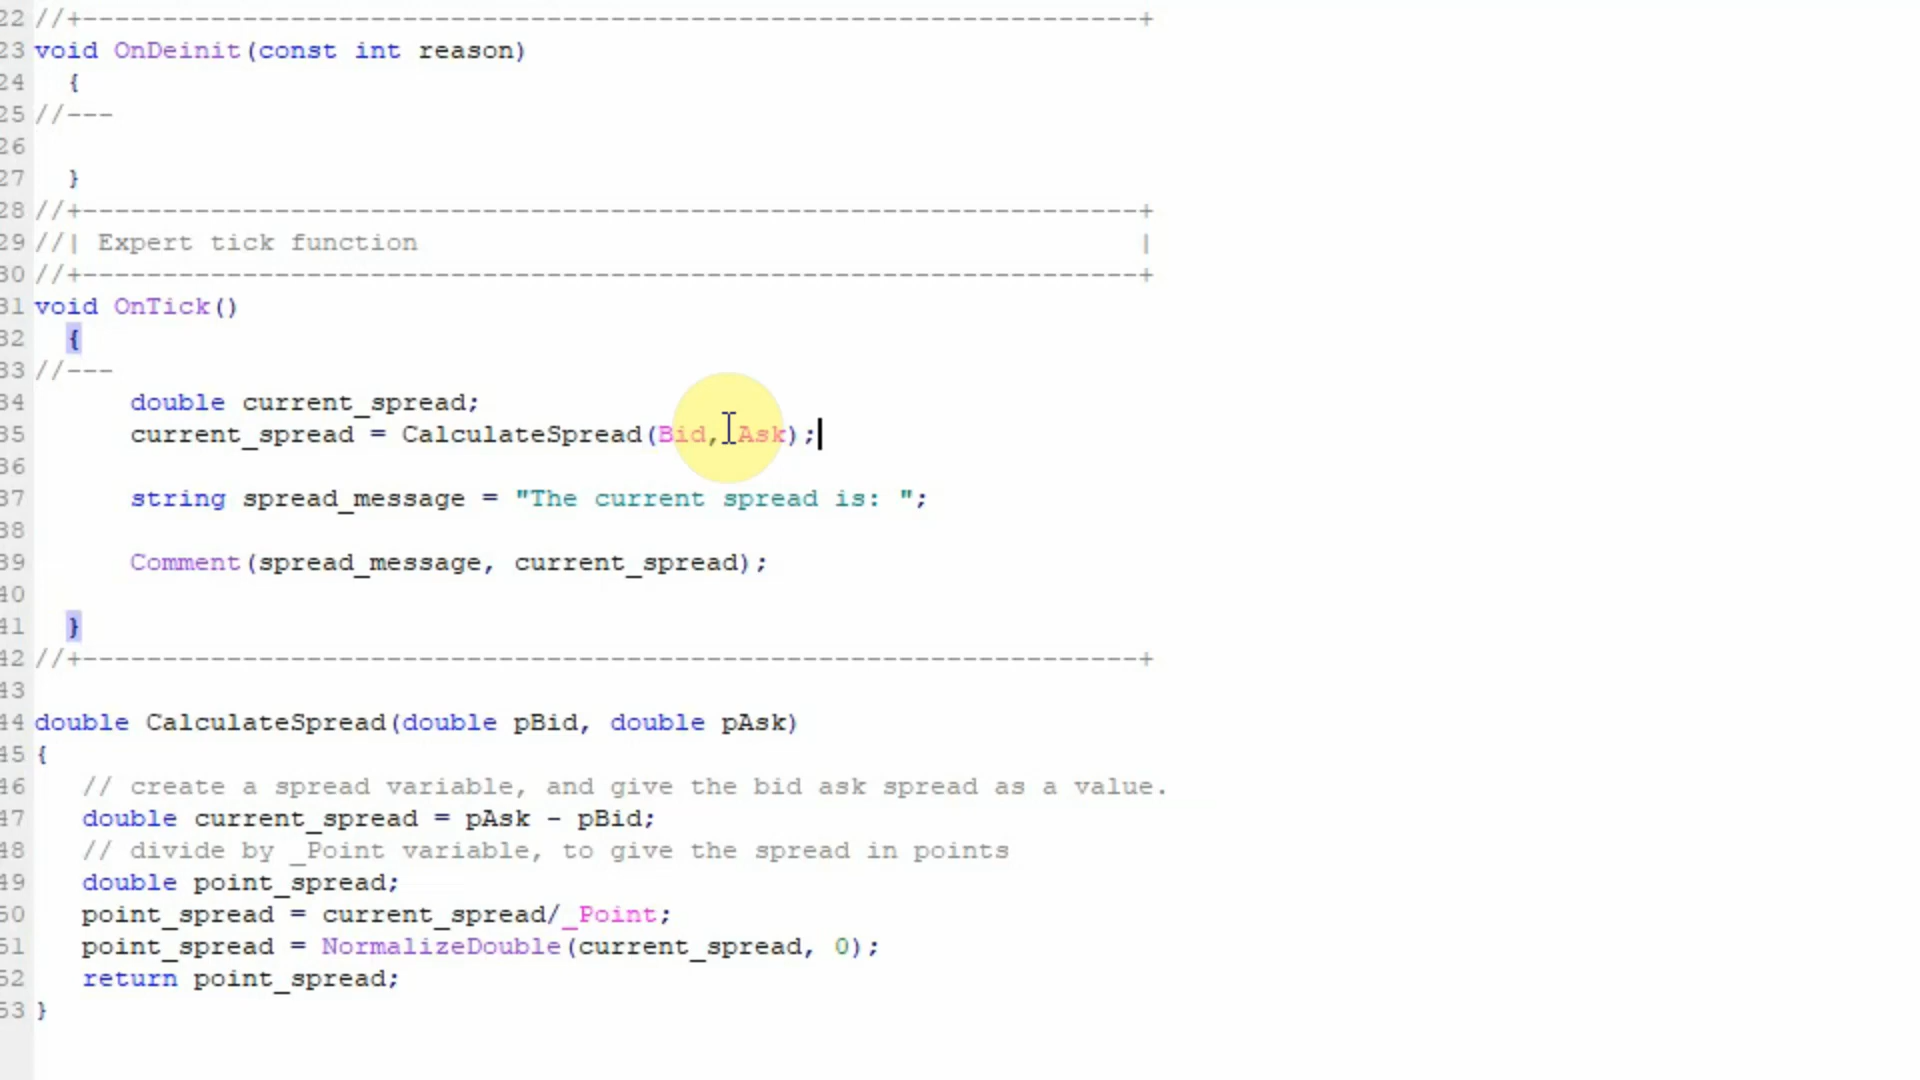 22 //+------------------------------------------------------------------+
23 void OnDeinit(const int reason)
24   {
25 //---
26
27   }
28 //+------------------------------------------------------------------+
29 //| Expert tick function                                             |
30 //+------------------------------------------------------------------+
31 void OnTick()
32   {
33 //---
34       double current_spread;
35       current_spread = CalculateSpread(Bid, Ask);
36
37       string spread_message = "The current spread is: ";
38
39       Comment(spread_message, current_spread);
40
41   }
42 //+------------------------------------------------------------------+
43
44 double CalculateSpread(double pBid, double pAsk)
45 {
46    // create a spread variable, and give the bid ask spread as a value.
47    double current_spread = pAsk - pBid;
48    // divide by _Point variable, to give the spread in points
49    double point_spread;
50    point_spread = current_spread/_Point;
51    point_spread = NormalizeDouble(current_spread, 0);
52    return point_spread;
53 }